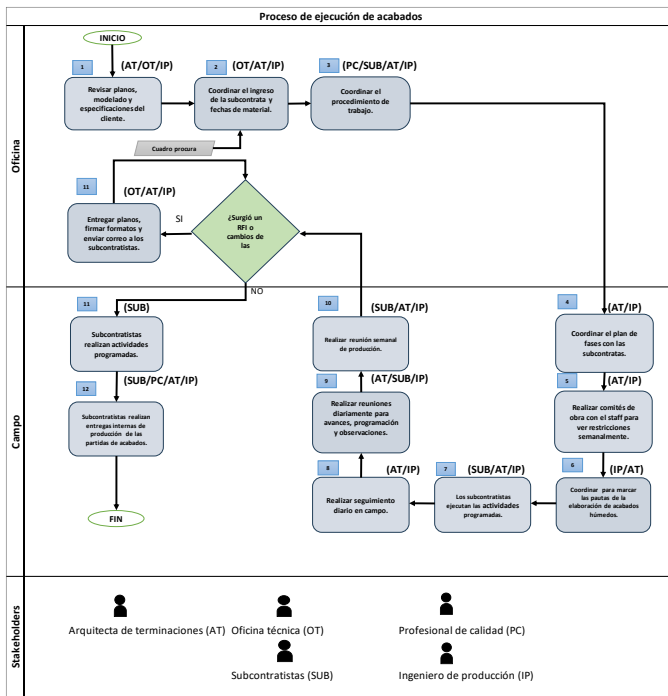 Proceso de ejecución de acabados
Oficina
INICIO
1
(AT/OT/IP)
Revisar planos,
modelado y
especificaciones del
cliente.
2
(OT/AT/IP)
Coordinar el ingreso
de la subcontrata y
fechas de material.
3
(PC/SUB/AT/IP)
Coordinar el
procedimiento de
trabajo.
Cuadro procura
11
(OT/AT/IP)
Entregar planos,
firmar formatos y
enviar correo a los
subcontratistas.
SI
¿Surgió un
RFI o
cambios de
las
NO
Campo
11
(SUB)
Subcontratistas
realizan actividades
programadas.
(SUB/PC/AT/IP)
12
Subcontratistas realizan
entregas internas de
producción de las
partidas de acabados.
FIN
10
(SUB/AT/IP)
Realizar reunión semanal
de producción.
9
(AT/SUB/IP)
Realizar reuniones
diariamente para
avances, programación
y observaciones.
8
(AT/IP)
Realizar seguimiento
diario en campo.
7
(SUB/AT/IP)
Los subcontratistas
ejecutan las actividades
programadas.
4
(AT/IP)
Coordinar el plan de
fases con las
subcontratas.
5
(AT/IP)
Realizar comités de
obra con el staff para
ver restricciones
semanalmente.
6
(IP/AT)
Coordinar para marcar
las pautas de la
elaboración de acabados
húmedos.
Stakeholders
Arquitecta de terminaciones (AT)
Oficina técnica (OT)
Profesional de calidad (PC)
Subcontratistas (SUB)
Ingeniero de producción (IP)